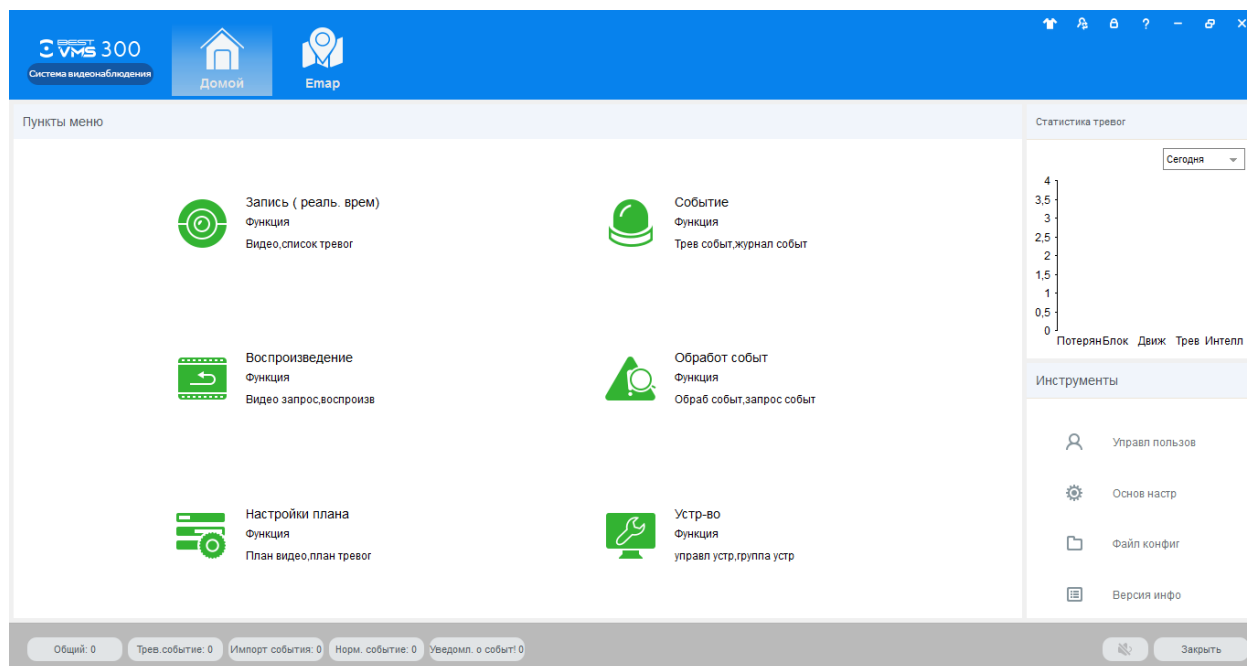 BEST
VMS 300
Система видеонаблюдения
Домой
Emap
?
Пункты меню
Запись ( реаль. врем)
Функция
Видео,список тревог
Событие
Функция
Трев событ,журнал событ
Воспроизведение
Функция
Видео запрос,воспроизв
Обработ событ
Функция
Обраб событ,запрос событ
Настройки плана
Функция
План видео,план тревог
Устр-во
Функция
управл устр,группа устр
Статистика тревог
Сегодня
4
3,5
3
2,5
2
1,5
1
0,5
0
Потерян Блок Движ Трев Интелл
Инструменты
Управл пользов
Основ настр
Файл конфиг
Версия инфо
Общий: 0
Трев.событие: 0
Импорт события: 0
Норм. событие: 0
Уведомл. о событ! 0
Закрыть